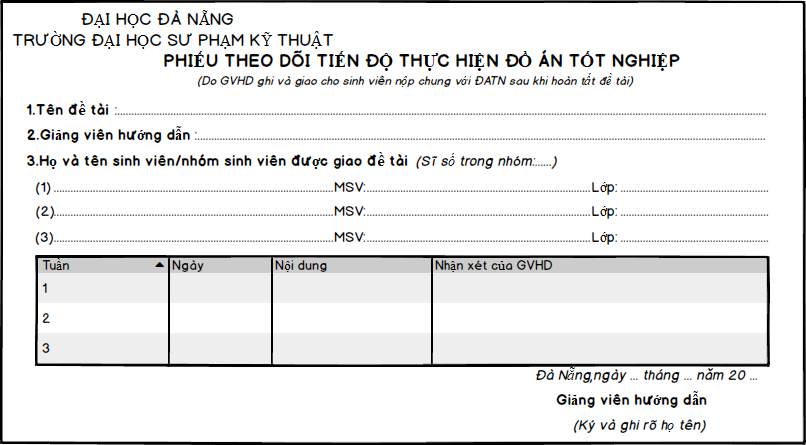 ĐẠI HỌC ĐÀ NẴNG
TRƯỜNG ĐẠI HỌC SƯ PHẠM KỸ THUẬT
PHIẾU THEO DÕI TIẾN ĐỘ THỰC HIỆN ĐỒ ÁN TỐT NGHIỆP
(Do GVHD ghi và giao cho sinh viên nộp chung với ĐATN sau khi hoàn tất đề tài)
1.Tên đề tài :..........................................................................................
2.Giảng viên hướng dẫn :..........................................................................................
3.Họ và tên sinh viên/nhóm sinh viên được giao đề tài (Sĩ số trong nhóm:......)
(1)............................................................MSV:................................................Lớp: ................................
(2)............................................................MSV:................................................Lớp: ................................
(3)............................................................MSV:................................................Lớp: ................................
Tuần Ngày Nội dung Nhận xét của GVHD
1
2
3
Đà Nẵng,ngày ... tháng ... năm 20 ...
Giảng viên hướng dẫn
(Ký và ghi rõ họ tên)